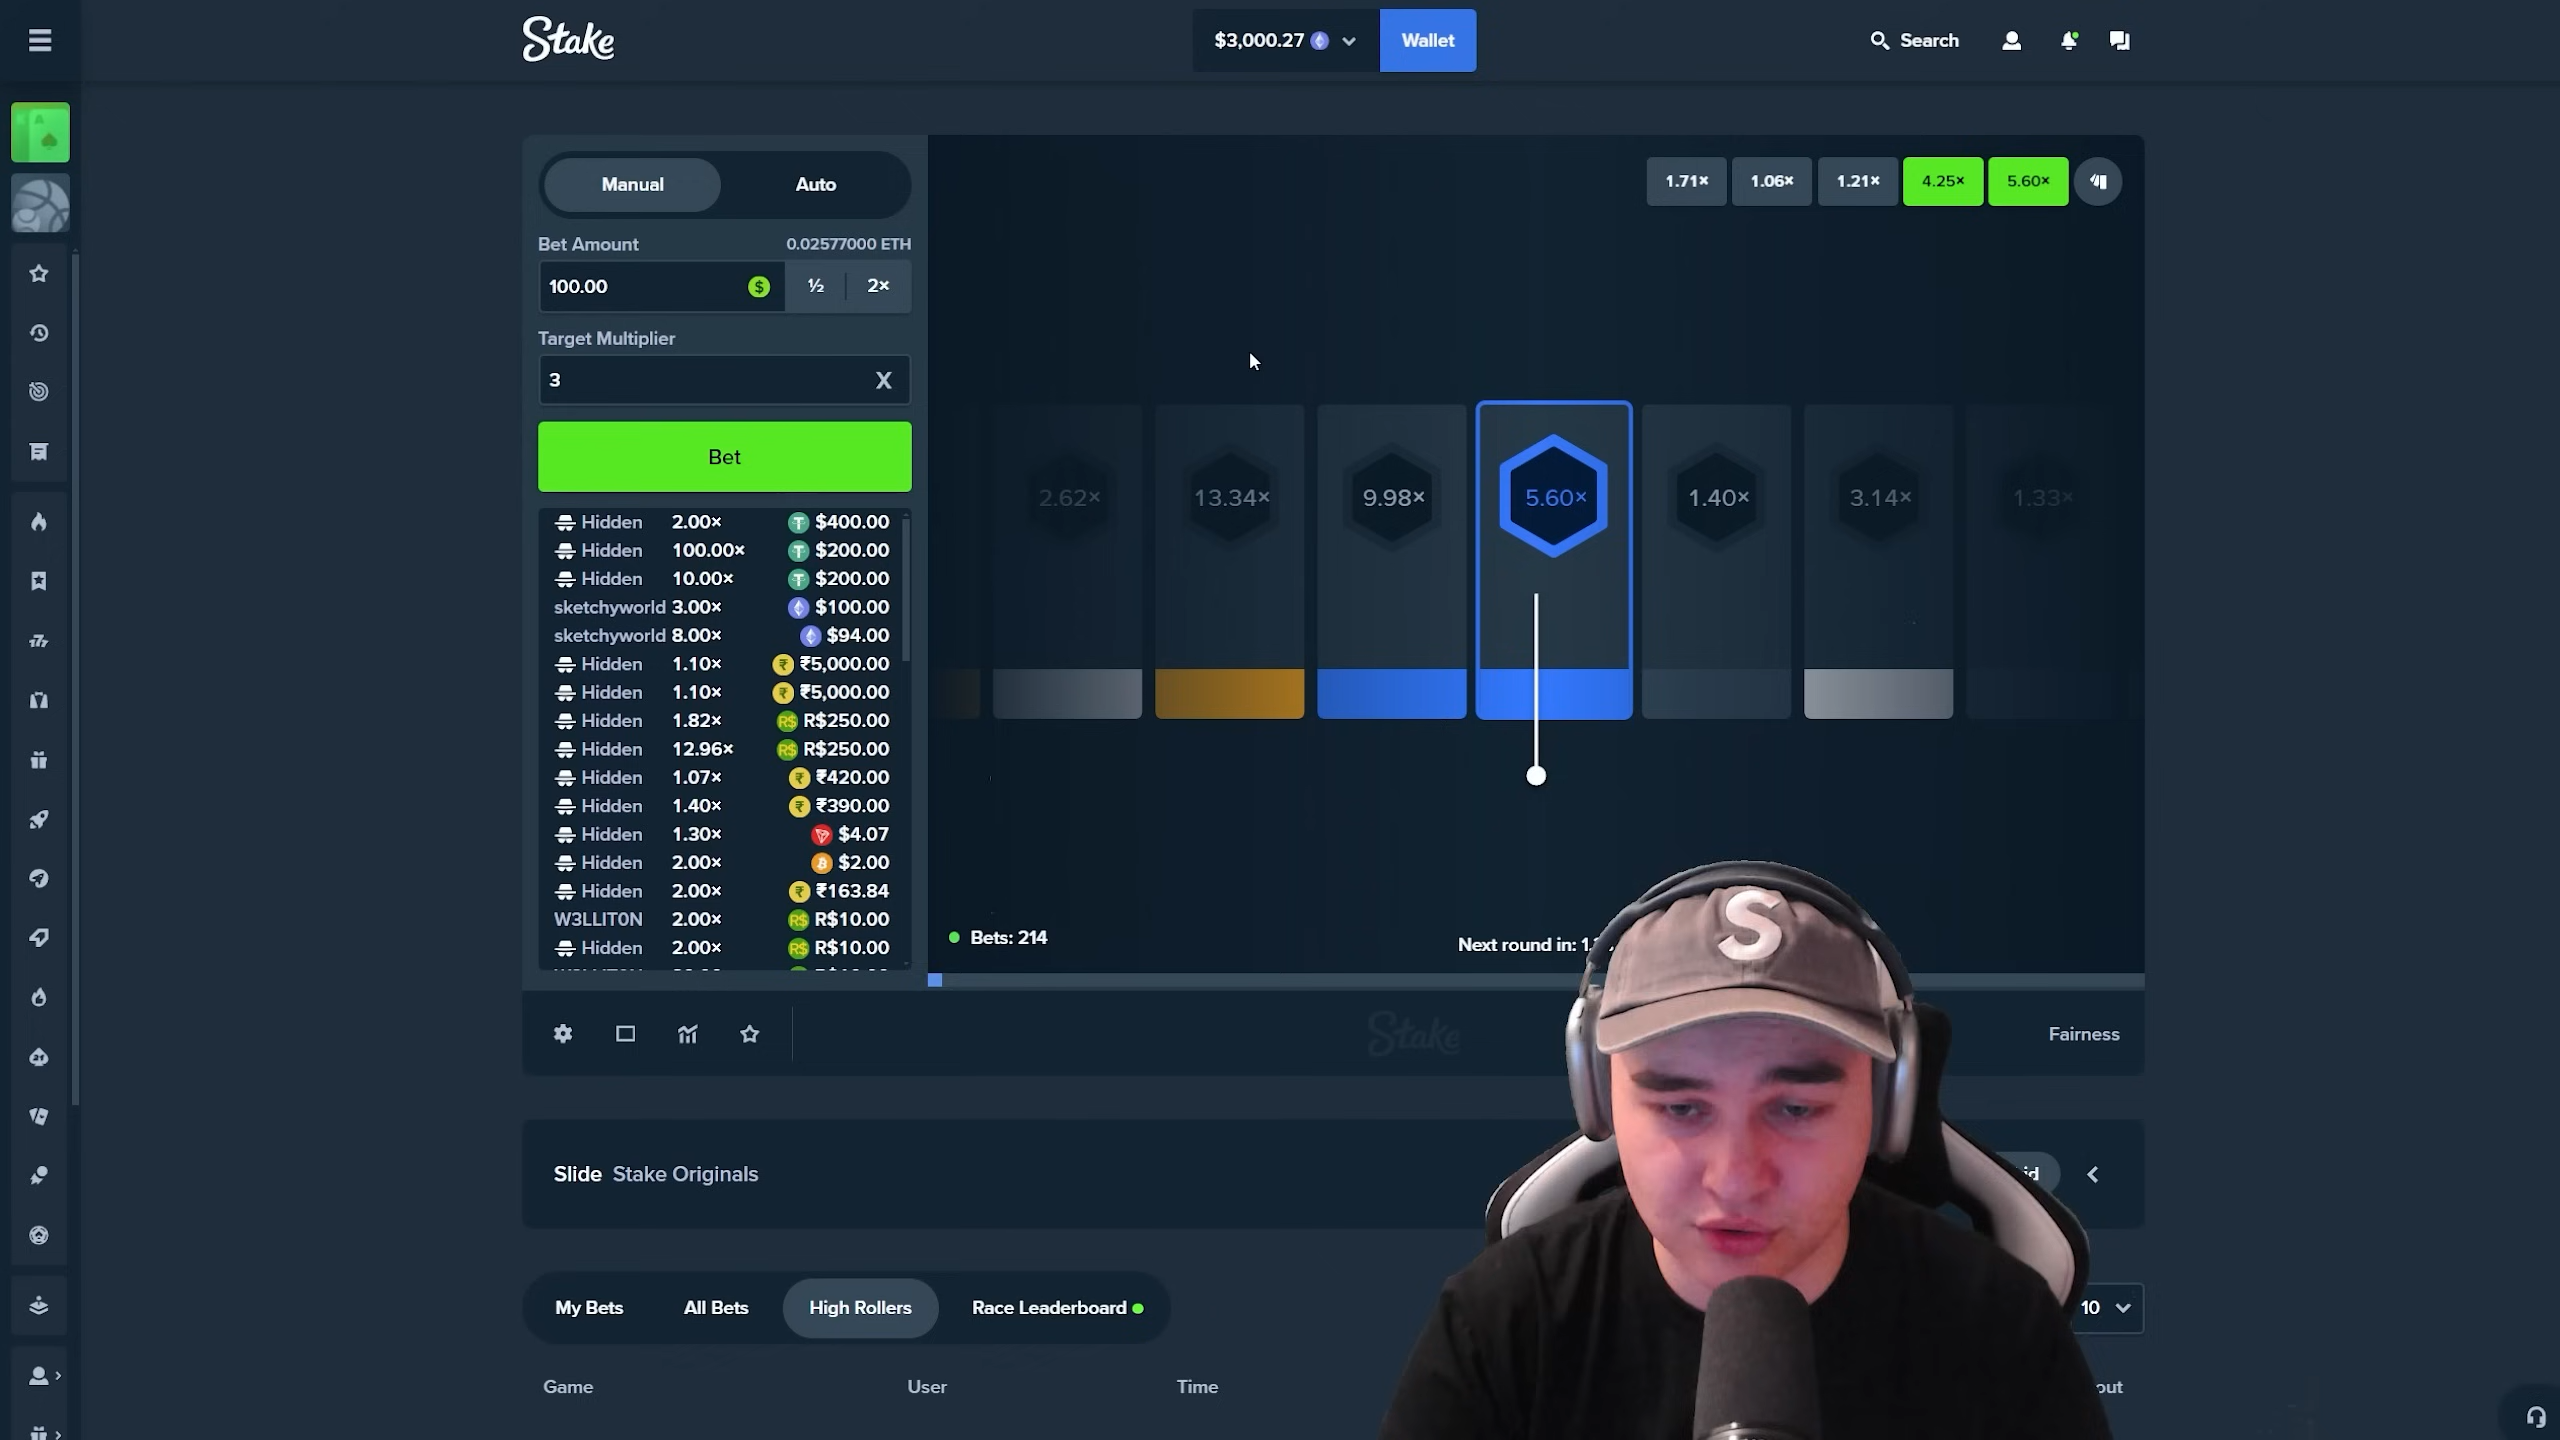 Stake
$3,000.27
Wallet
Search
Manual
Auto
1.71×
1.06×
1.21×
4.25×
5.60×
Bet Amount
0.02577000 ETH
100.00
½
2×
Target Multiplier
3
X
Bet
2.62×
13.34×
9.98×
5.60×
1.40×
3.14×
1.33×
Hidden 2.00× $400.00
Hidden 100.00× $200.00
Hidden 10.00× $200.00
sketchyworld 3.00× $100.00
sketchyworld 8.00× $94.00
Hidden 1.10× ₹5,000.00
Hidden 1.10× ₹5,000.00
Hidden 1.82× R$250.00
Hidden 12.96× R$250.00
Hidden 1.07× ₹420.00
Hidden 1.40× ₹390.00
Hidden 1.30× $4.07
Hidden 2.00× $2.00
Hidden 2.00× ₹163.84
W3LLIT0N 2.00× R$10.00
Hidden 2.00× R$10.00
Bets: 214
Next round in:
S
Stake
Fairness
Slide Stake Originals
My Bets
All Bets
High Rollers
Race Leaderboard
10
Game
User
Time